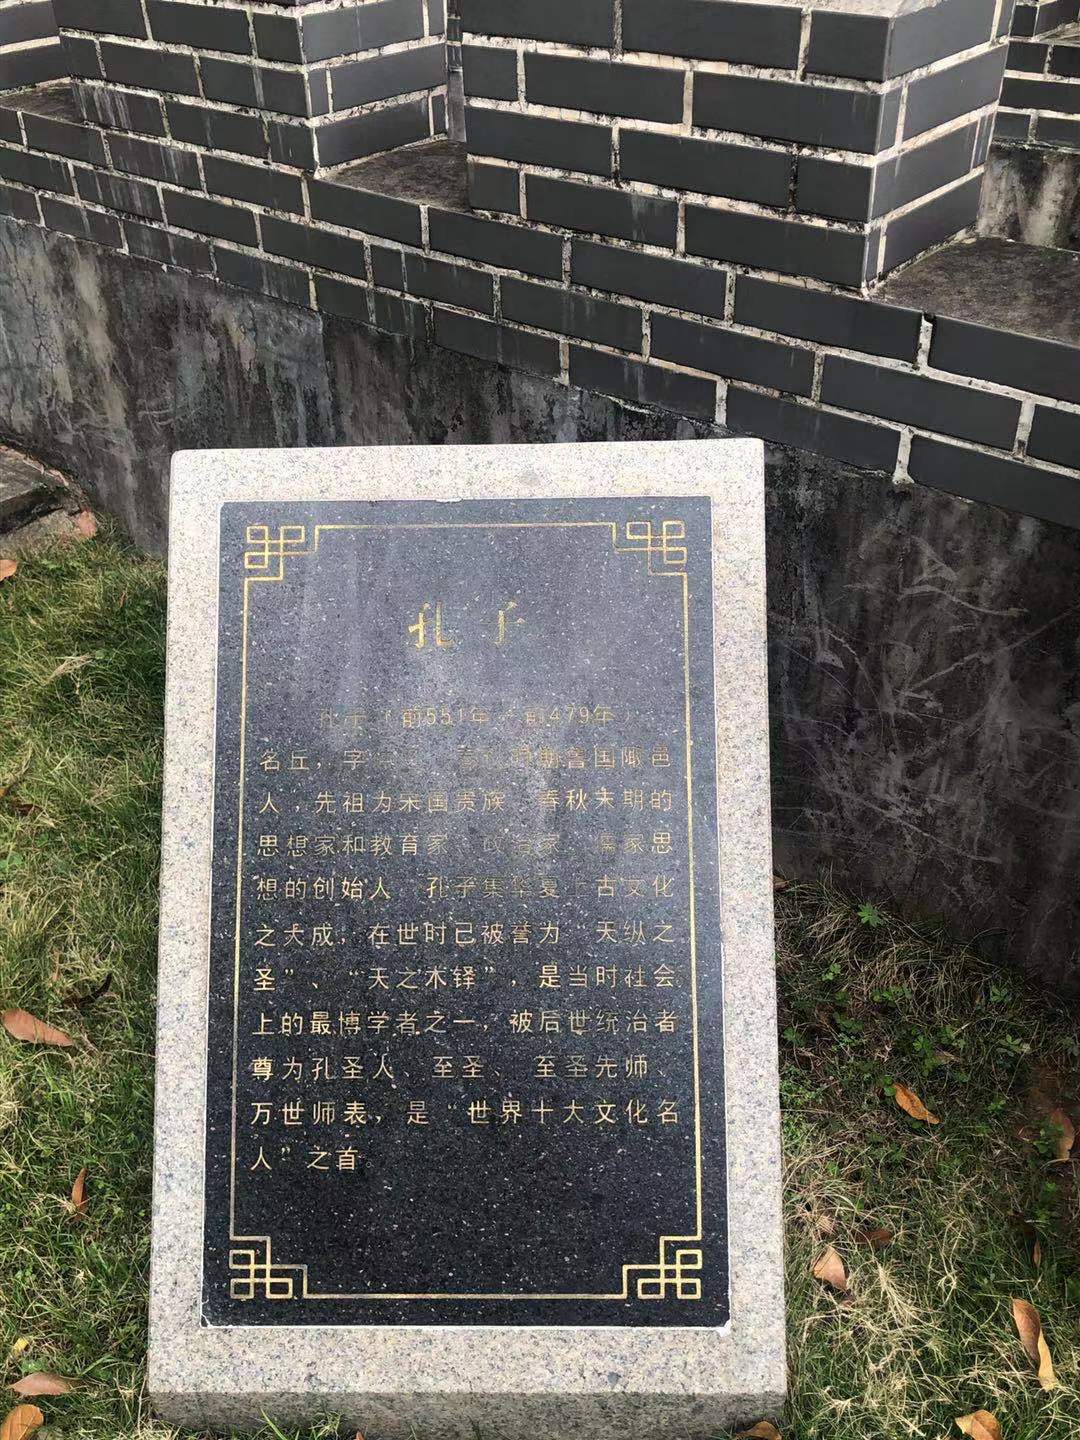 孔子
孔子（前551年－前479年）
名丘，字 期鲁国陬邑
人，先祖为宋国贵族 春秋末期的
思想家和教育家、政治家，儒家思
想的创始人 孔子集华夏上古文化
之大成，在世时已被誉为“天纵之
圣”、“天之木铎”，是当时社会
上的最博学者之一，被后世统治者
尊为孔圣人、至圣、至圣先师、
万世师表，是“世界十大文化名
人”之首